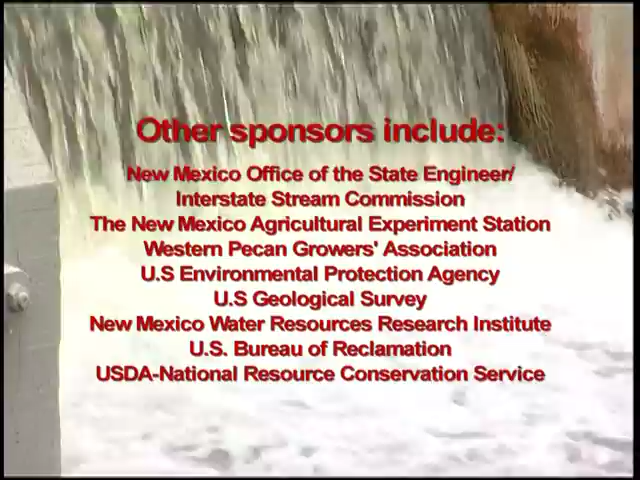 Other sponsors include:
New Mexico Office of the State Engineer/
Interstate Stream Commission
The New Mexico Agricultural Experiment Station
Western Pecan Growers' Association
U.S Environmental Protection Agency
U.S Geological Survey
New Mexico Water Resources Research Institute
U.S. Bureau of Reclamation
USDA-National Resource Conservation Service